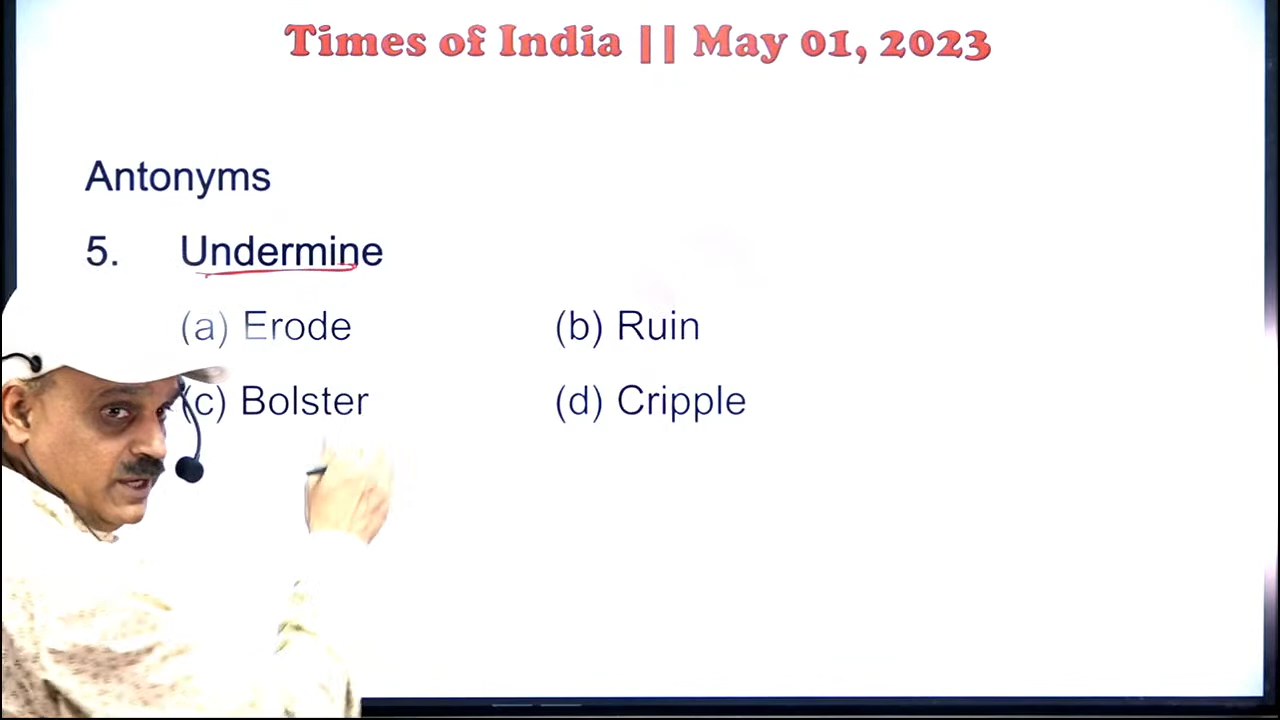 Times of India || May 01, 2023
Antonyms
5. Undermine
(a) Erode (b) Ruin
(c) Bolster (d) Cripple